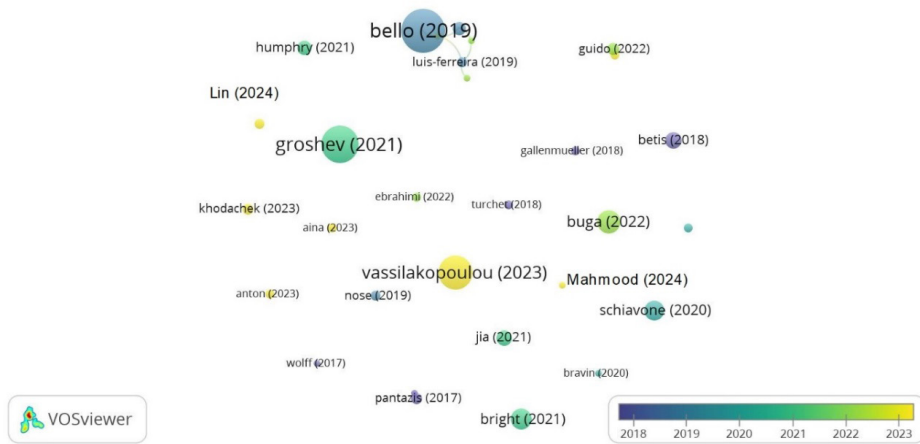 bello (2019)
humphry (2021)
guido (2022)
luis-ferreira (2019)
Lin (2024)
groshev (2021)
betis (2018)
gallenmueller (2018)
ebrahimi (2022)
turchet (2018)
khodachek (2023)
buga (2022)
aina (2023)
vassilakopoulou (2023)
Mahmood (2024)
anton (2023)
nose (2019)
schiavone (2020)
jia (2021)
wolff (2017)
bravin (2020)
pantazis (2017)
bright (2021)
VOSviewer
2018 2019 2020 2021 2022 2023